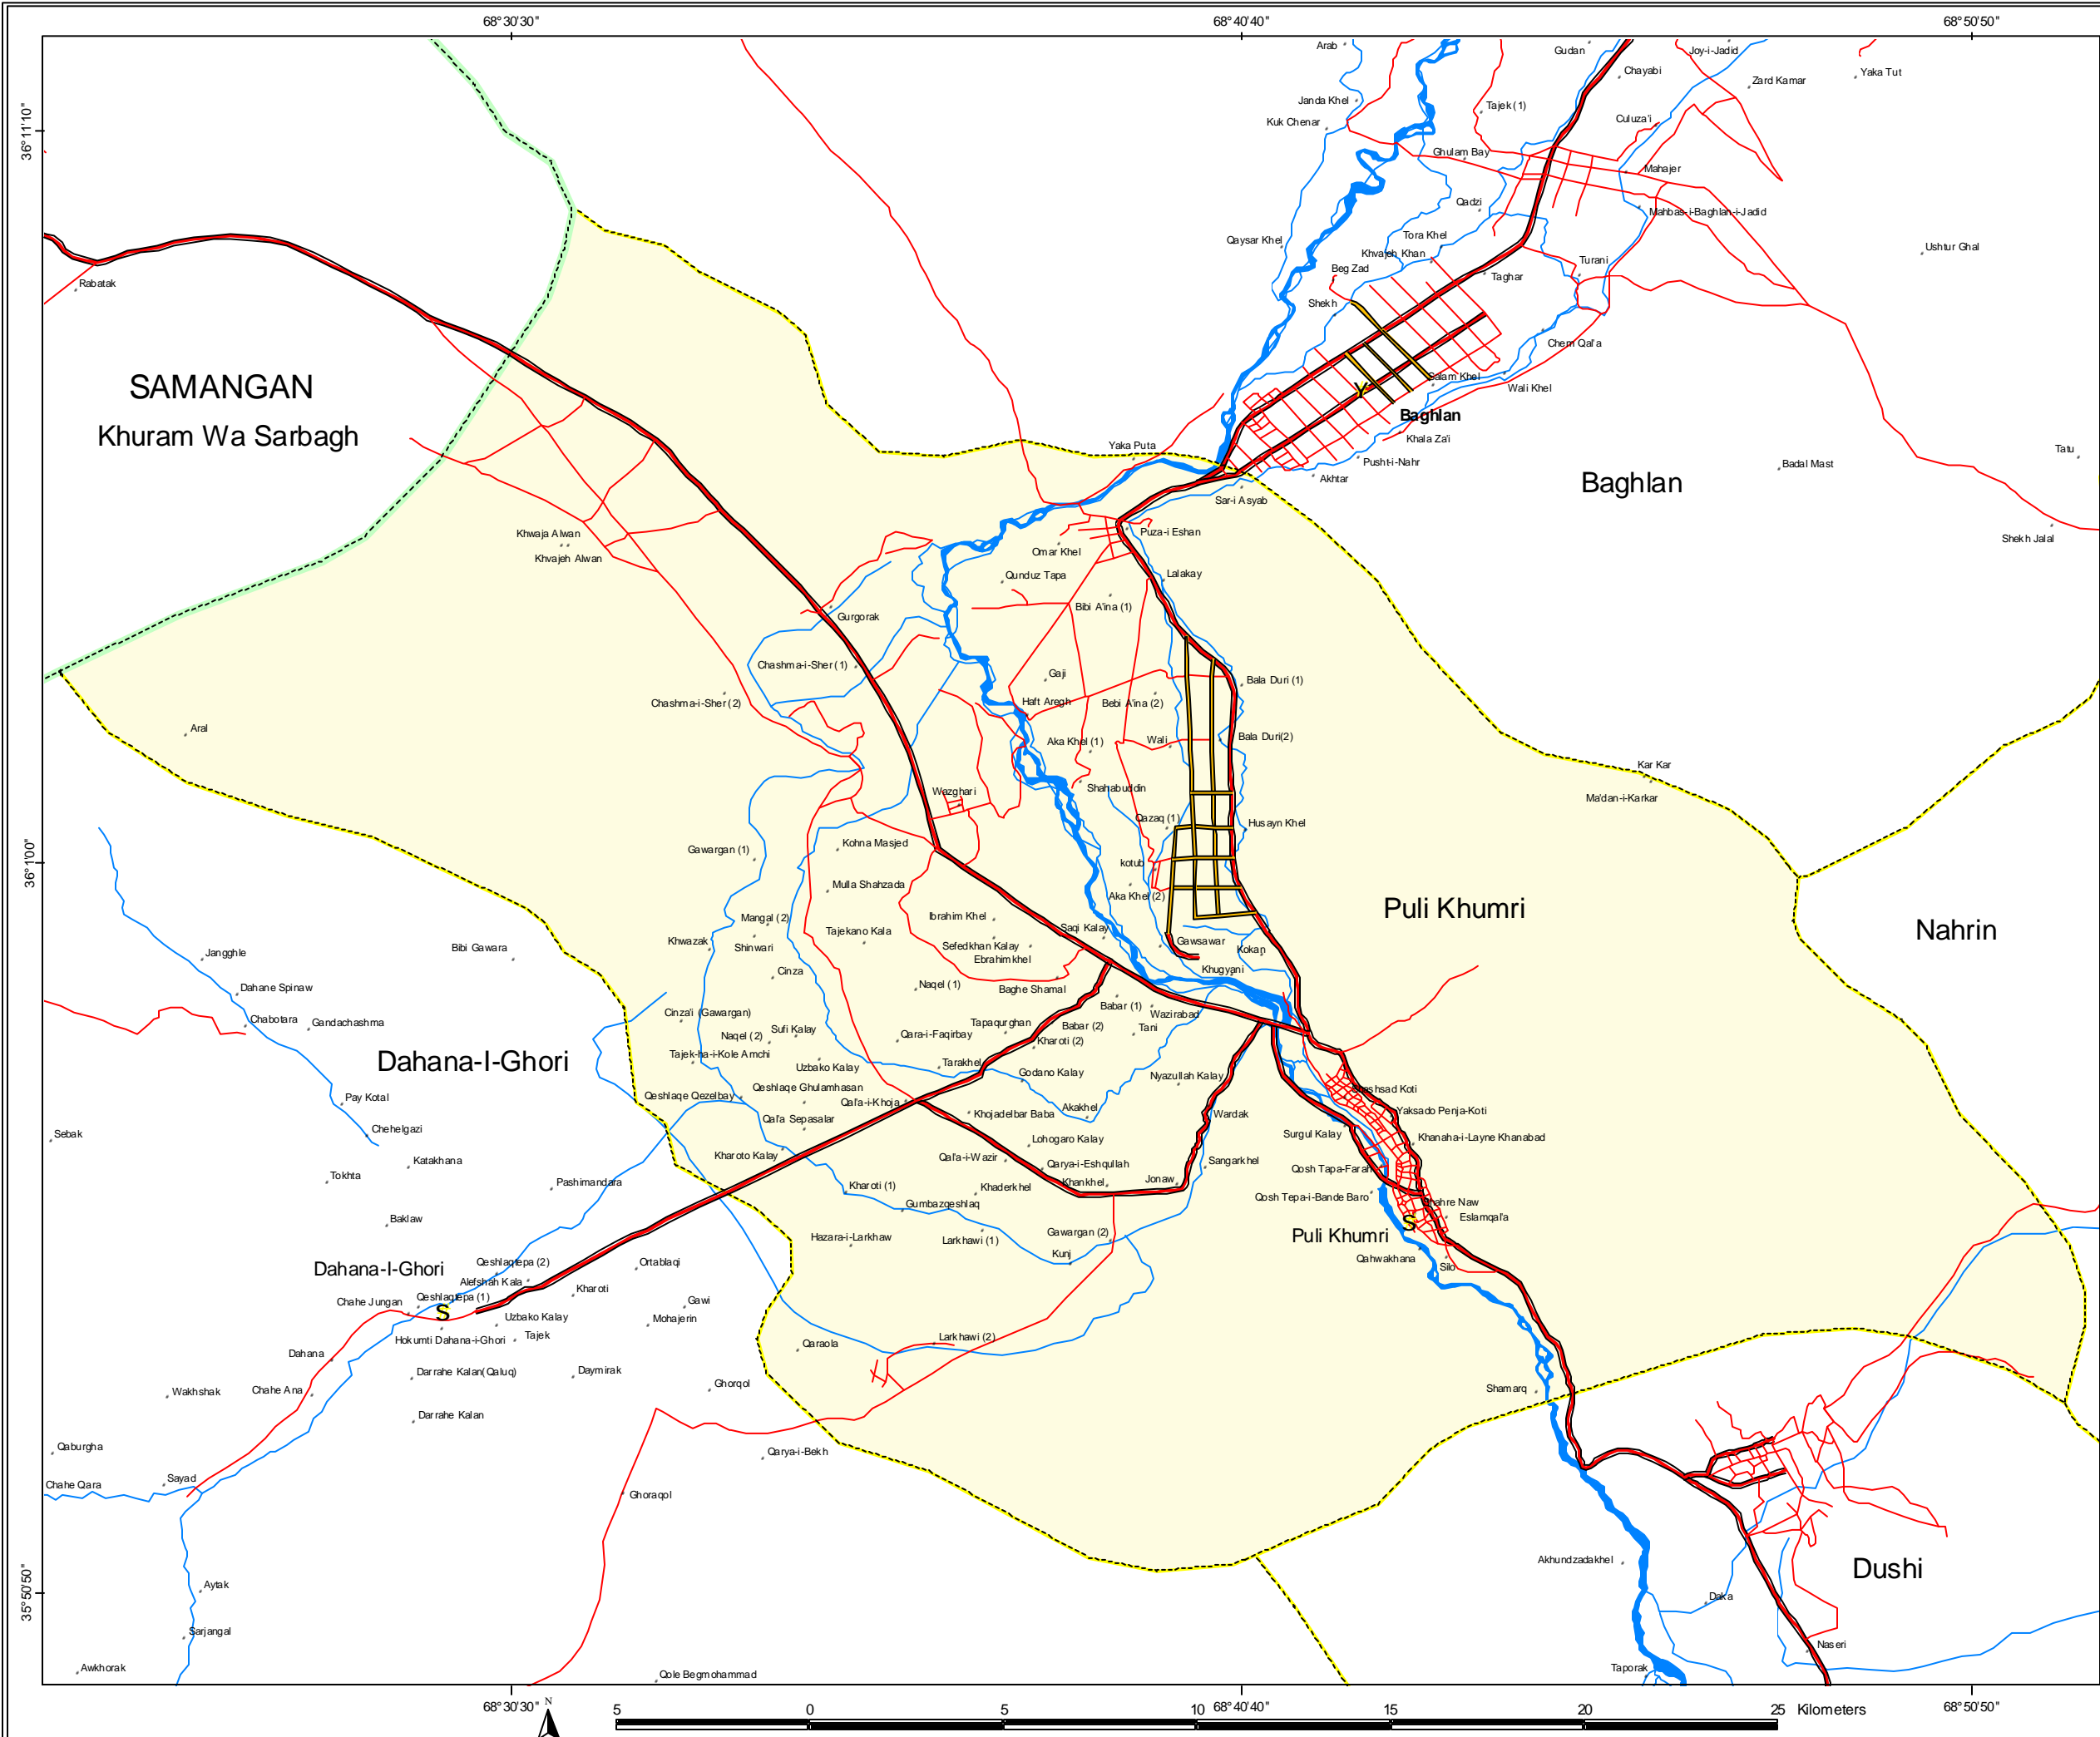 68°30'30"
68°40'40"
68°50'50"
36°11'10"
36°1'00"
35°50'50"
Arab
Gudan
Joy-i-Jadid
Chayabi
Zard Kamar
Yaka Tut
Janda Khel
Tajek (1)
Kuk Chenar
Culuza'i
Ghulam Bay
Mahajer
Qadzi
Mahbas-i-Baghlan-i-Jadid
Qaysar Khel
Tora Khel
Khvajeh Khan
Ushtur Ghal
Beg Zad
Turani
Taghar
Rabatak
Shekh
Chem Qal'a
SAMANGAN
Khuram Wa Sarbagh
Salam Khel
Wali Khel
Y
Baghlan
Khala Za'i
Yaka Puta
Pusht-i-Nahr
Tatu
Badal Mast
Akhtar
Baghlan
Sar-i Asyab
Khwaja Alwan
Khvajeh Alwan
Puza-i Eshan
Omar Khel
Shekh Jalal
Qunduz Tapa
Lalakay
Bibi A'ina (1)
Gurgorak
Chashma-i-Sher (1)
Gaji
Bala Duri (1)
Chashma-i-Sher (2)
Haft Aregh
Bebi A'ina (2)
Aral
Aka Khel (1)
Wali
Bala Duri(2)
Kar Kar
Wazghari
Shahabuddin
Ma'dan-i-Karkar
Qazaq (1)
Husayn Khel
Gawargan (1)
Kohna Masjed
kotub
Mulla Shahzada
Aka Khel (2)
Puli Khumri
Ibrahim Khel
Mangal (2)
Nahrin
Khwazak
Shinwari
Tajekano Kala
Saqi Kalay
Sefedkhan Kalay
Gawsawar
Kokan
Bibi Gawara
Jangghle
Ebrahimkhel
Cinza
Khugyani
Dahane Spinaw
Naqel (1)
Baghe Shamal
Babar (1)
Wazirabad
Cinza'i (Gawargan)
Chabotara
Gandachashma
Tapaqurghan
Babar (2)
Tani
Sufi Kalay
Naqel (2)
Qara-i-Faqirbay
Kharoti (2)
Dahana-I-Ghori
Tajek-ha-i-Kole Amchi
Uzbako Kalay
Tarakhel
Godano Kalay
Nyazullah Kalay
Qeshlaqe Ghulamhasan
Shashsad Koti
Pay Kotal
Qeshlaqe Qezelbay
Qal'a-i-Khoja
Khojadelbar Baba
Akakhel
Wardak
Yaksado Penja-Koti
Qal'a Sepasalar
Sebak
Chehelgazi
Surgul Kalay
Khanaha-i-Layne Khanabad
Lohogaro Kalay
Kharoto Kalay
Qal'a-i-Wazir
Qarya-i-Eshqullah
Sangarkhel
Qosh Tapa-Farah
Katakhana
Tokhta
Pashimandara
Kharoti (1)
Khaderkhel
Khankhel
Jonaw
Qosh Tepa-i-Bande Baro
Shahre Naw
Gumbazqeshlaq
Eslamqal'a
Baklaw
S
Hazara-i-Larkhaw
Larkhawi (1)
Gawargan (2)
Puli Khumri
Kunj
Qahwakhana
Silo
Dahana-I-Ghori
Qeshlaqtepa (2)
Ortablaqi
Alefshah Kala
Kharoti
Gawi
Chahe Jungan
Qeshlaqtepa (1)
S
Uzbako Kalay
Mohajerin
Hokumti Dahana-i-Ghori
Tajek
Qaraola
Larkhawi (2)
Dahana
Darrahe Kalan(Qaluq)
Daymirak
Wakhshak
Chahe Ana
Ghorqol
Shamarq
Darrahe Kalan
Qaburgha
Qarya-i-Bekh
Chahe Qara
Sayad
Ghoraqol
Akhundzadakhel
Dushi
Aytak
Daka
Sarjangal
Naseri
Awkhorak
Qole Begmohammad
Taporak
68°30'30"
N
5
0
5
10
68°40'40"
15
20
25
Kilometers
68°50'50"